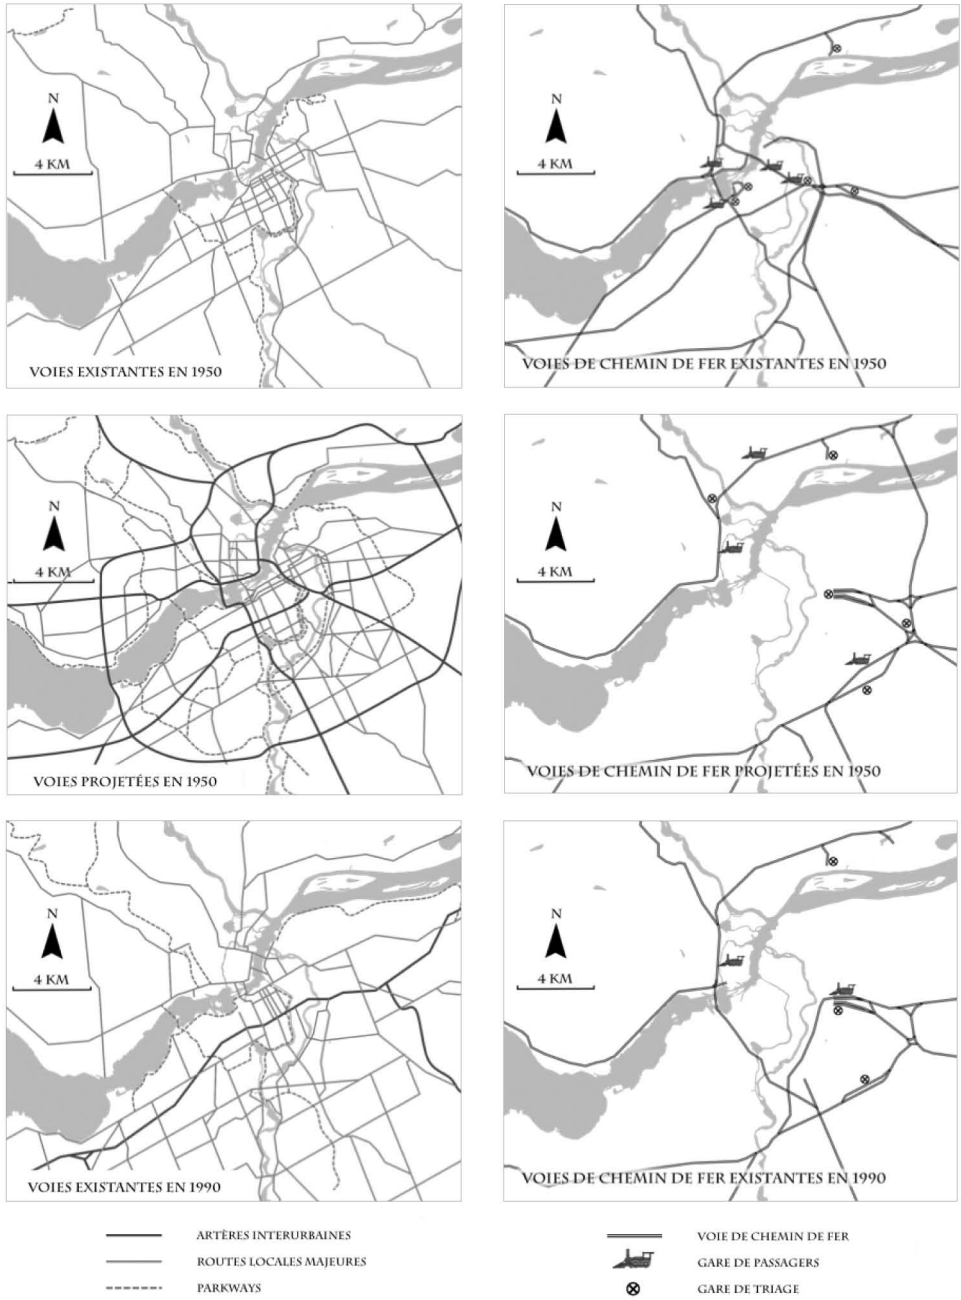 N
4 KM
VOIES EXISTANTES EN 1950
N
4 KM
VOIES DE CHEMIN DE FER EXISTANTES EN 1950
N
4 KM
VOIES PROJETÉES EN 1950
N
4 KM
VOIES DE CHEMIN DE FER PROJETÉES EN 1950
N
4 KM
VOIES EXISTANTES EN 1990
N
4 KM
VOIES DE CHEMIN DE FER EXISTANTES EN 1990
ARTÈRES INTERURBAINES
ROUTES LOCALES MAJEURES
PARKWAYS
VOIE DE CHEMIN DE FER
GARE DE PASSAGERS
GARE DE TRIAGE